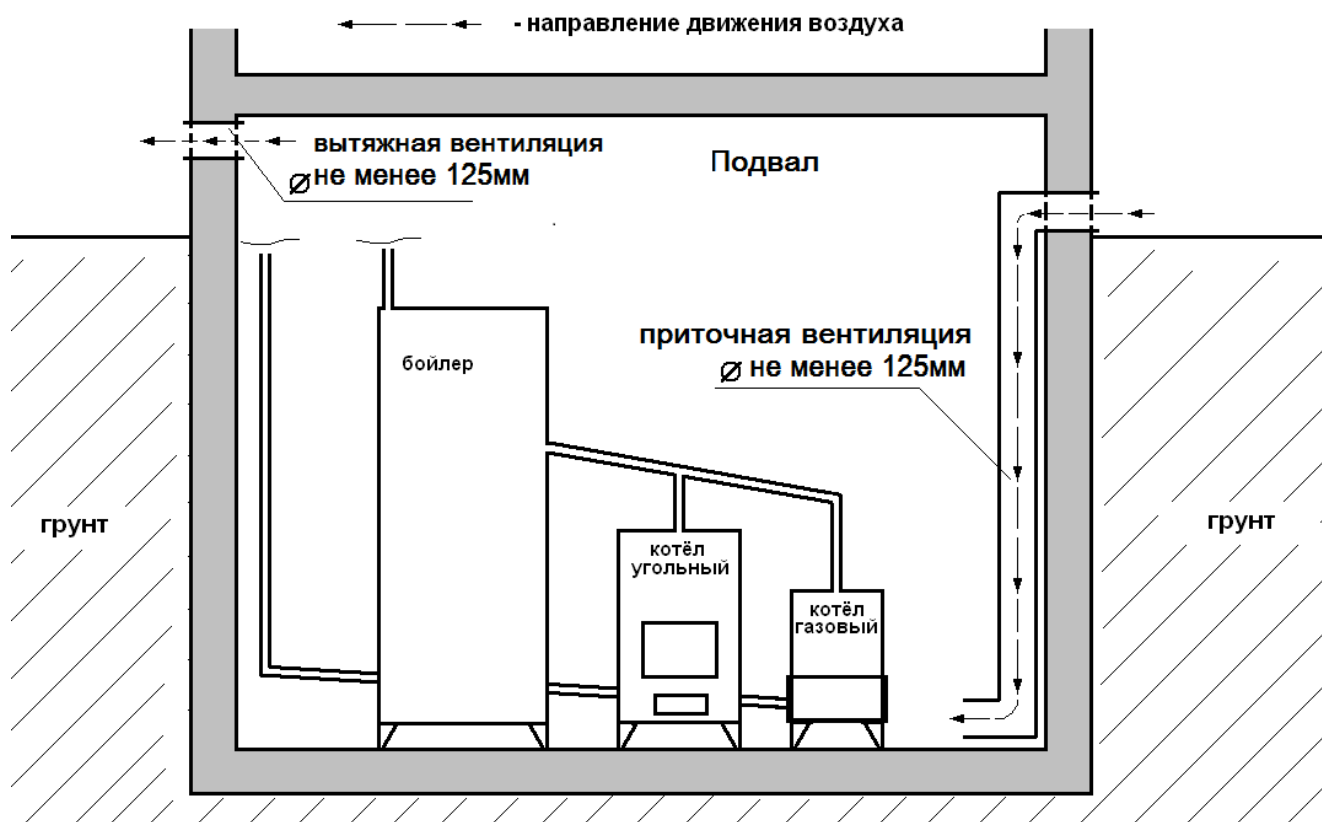 - направление движения воздуха
вытяжная вентиляция
⌀ не менее 125мм
Подвал
приточная вентиляция
⌀ не менее 125мм
бойлер
грунт
грунт
котёл
угольный
котёл
газовый